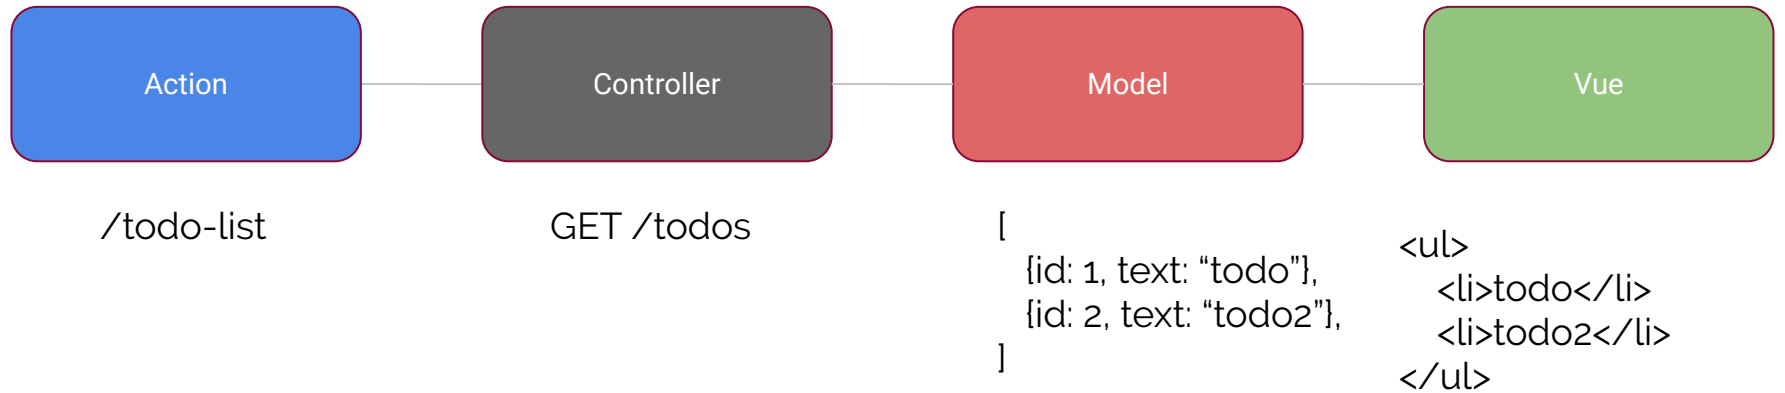 Action
Controller
Model
Vue
/todo-list
GET /todos
[
{id: 1, text: “todo”},
{id: 2, text: “todo2”},
]
<ul>
<li>todo</li>
<li>todo2</li>
</ul>